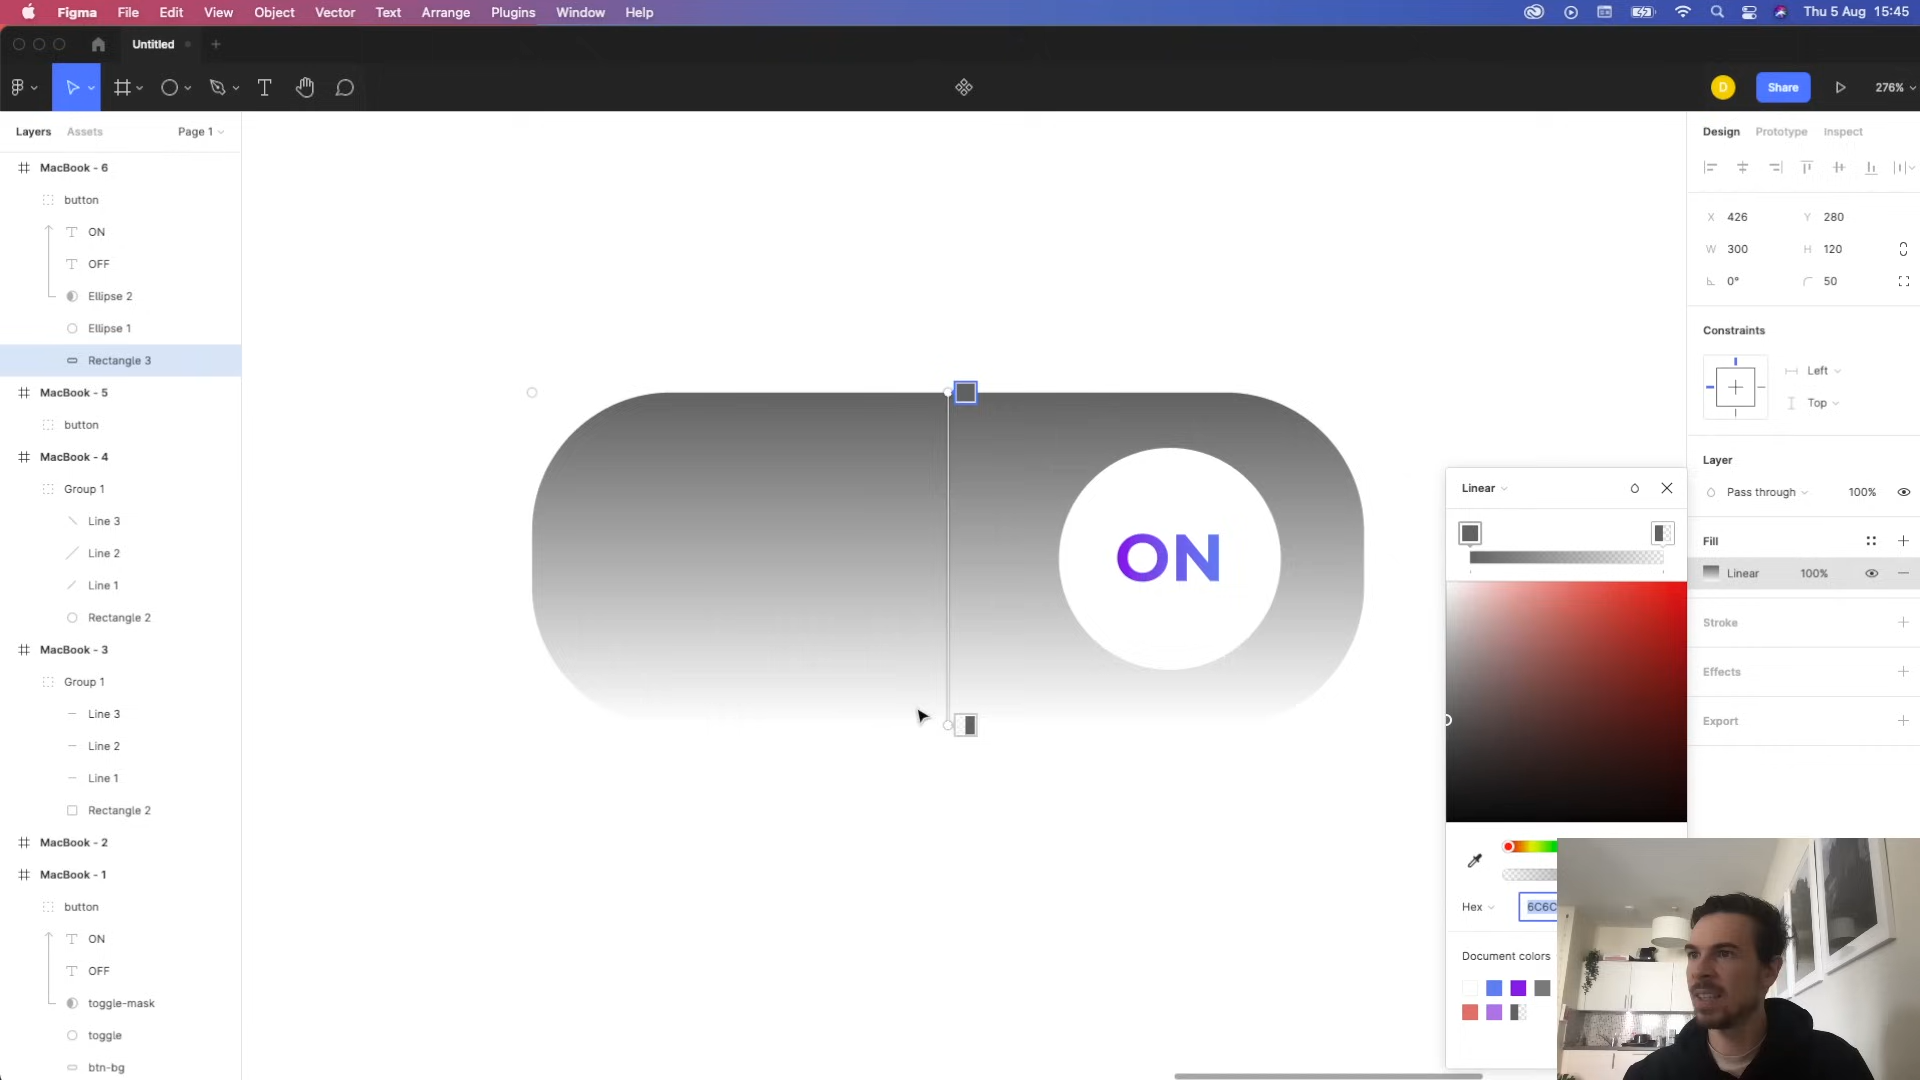 Figma File Edit View Object Vector Text Arrange Plugins Window Help Thu 5 Aug 15:45
Untitled
D Share 276%
Layers Assets Page 1
MacBook - 6
button
ON
OFF
Ellipse 2
Ellipse 1
Rectangle 3
MacBook - 5
button
MacBook - 4
Group 1
Line 3
Line 2
Line 1
Rectangle 2
MacBook - 3
Group 1
Line 3
Line 2
Line 1
Rectangle 2
MacBook - 2
MacBook - 1
button
ON
OFF
toggle-mask
toggle
btn-bg
ON
Linear
Hex 6C6C
Document colors
Design Prototype Inspect
X 426 Y 280
W 300 H 120
0° 50
Constraints
Left
Top
Layer
Pass through 100%
Fill
Linear 100%
Stroke
Effects
Export